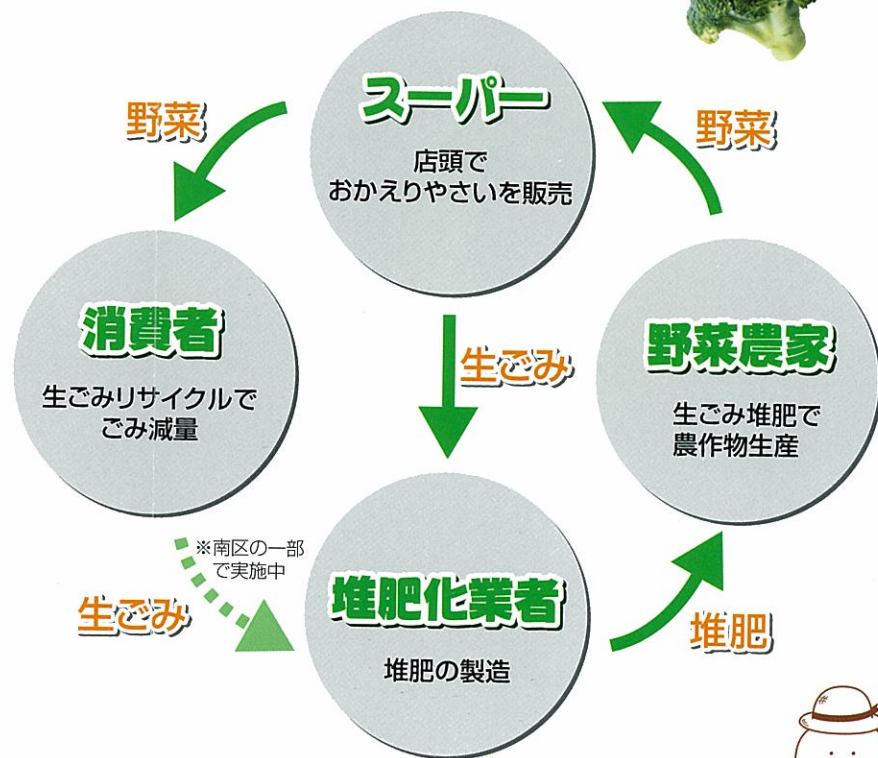 スーパー
店頭で
おかえりやさいを販売
野菜
野菜
消費者
生ごみリサイクルで
ごみ減量
生ごみ
野菜農家
生ごみ堆肥で
農作物生産
※南区の一部
で実施中
生ごみ
堆肥化業者
堆肥の製造
堆肥